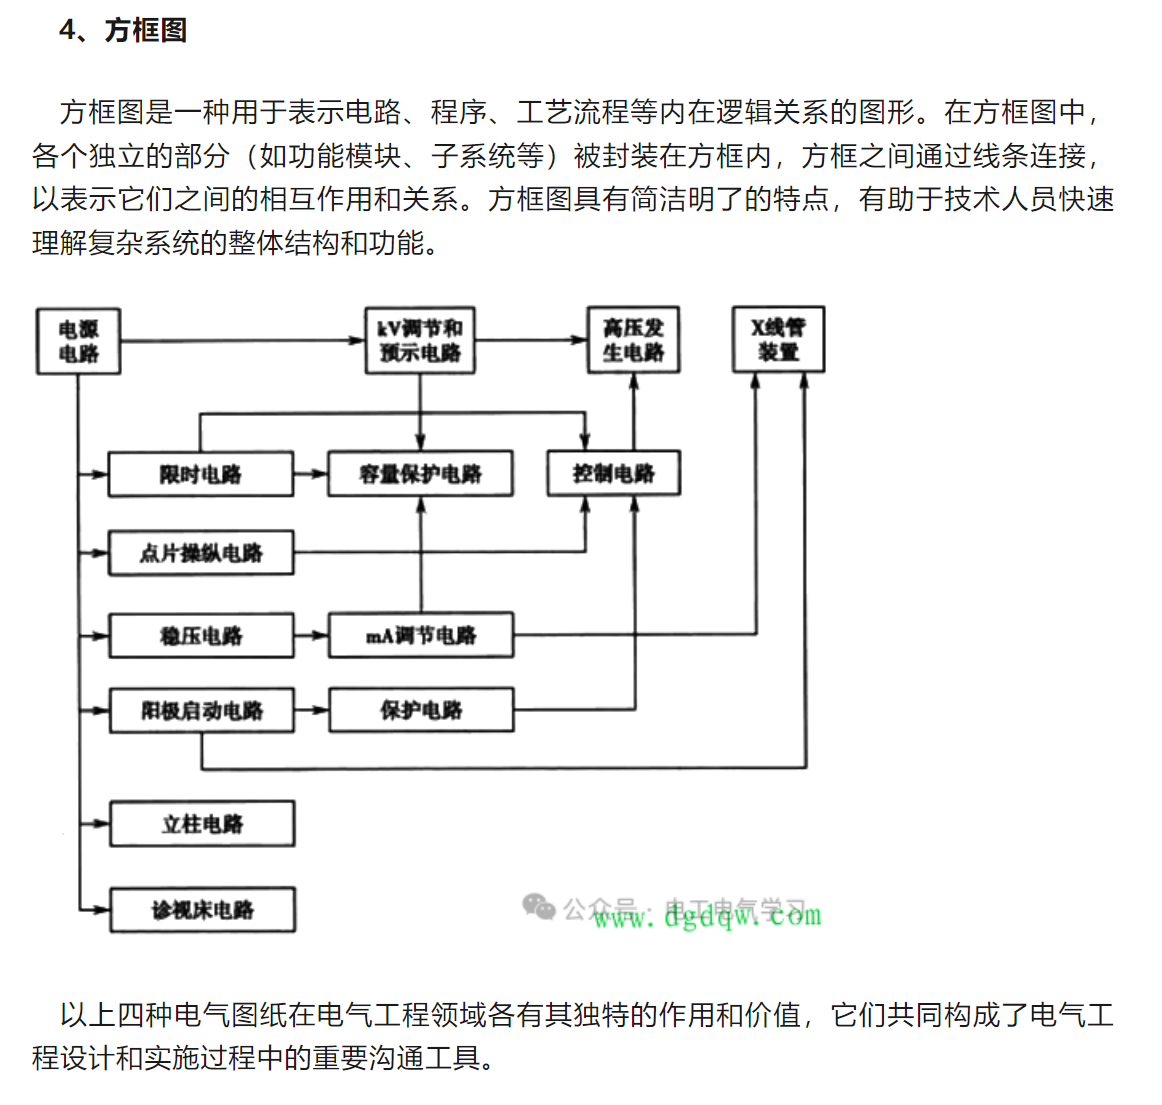 4、方框图
方框图是一种用于表示电路、程序、工艺流程等内在逻辑关系的图形。在方框图中，
各个独立的部分（如功能模块、子系统等）被封装在方框内，方框之间通过线条连接，
以表示它们之间的相互作用和关系。方框图具有简洁明了的特点，有助于技术人员快速
理解复杂系统的整体结构和功能。
电源
电路
kV调节和
预示电路
高压发
生电路
X线管
装置
限时电路
容量保护电路
控制电路
点片操纵电路
稳压电路
mA调节电路
阳极启动电路
保护电路
立柱电路
诊视床电路
公众号 · 电工电气学习
www.dgdqw.com
以上四种电气图纸在电气工程领域各有其独特的作用和价值，它们共同构成了电气工
程设计和实施过程中的重要沟通工具。